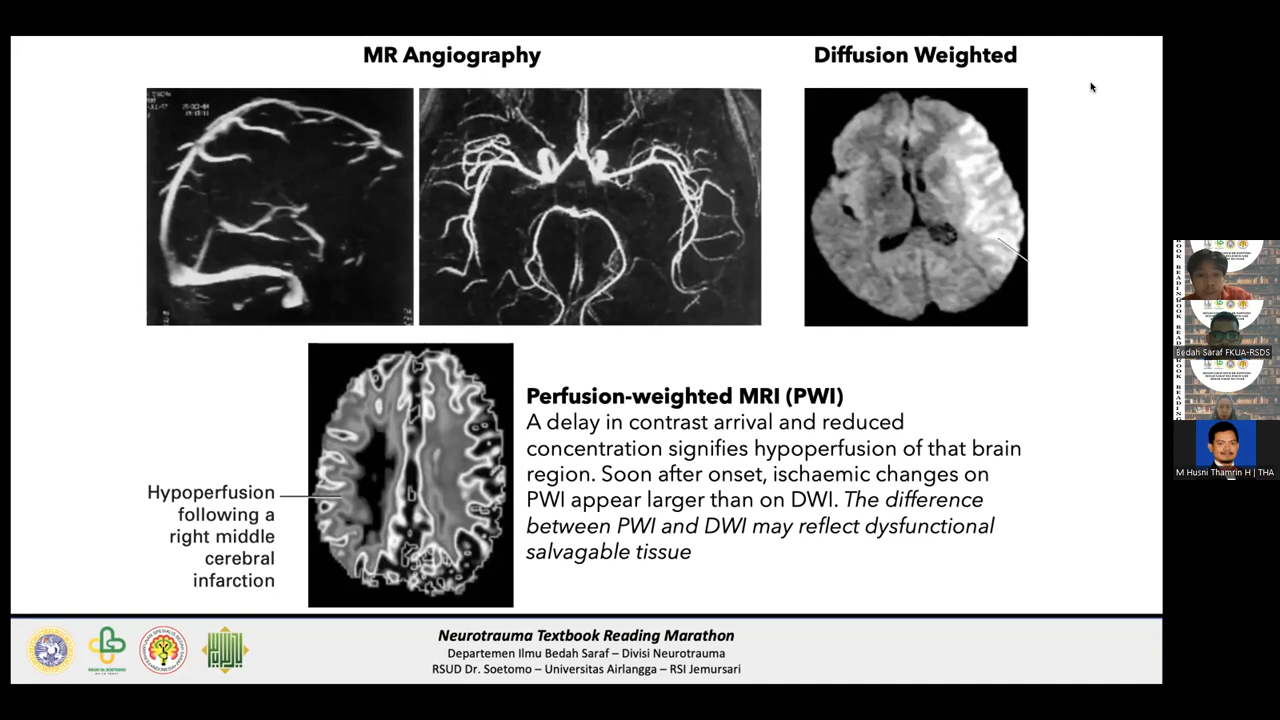 MR Angiography
Diffusion Weighted
Perfusion-weighted MRI (PWI)
A delay in contrast arrival and reduced
concentration signifies hypoperfusion of that brain
region. Soon after onset, ischaemic changes on
PWI appear larger than on DWI. The difference
between PWI and DWI may reflect dysfunctional
salvagable tissue
Hypoperfusion
following a
right middle
cerebral
infarction
Neurotrauma Textbook Reading Marathon
Departemen Ilmu Bedah Saraf – Divisi Neurotrauma
RSUD Dr. Soetomo – Universitas Airlangga – RSI Jemursari
RSUD DR. SOETOMO
Bedah Saraf FKUA-RSDS
M Husni Thamrin H | THA